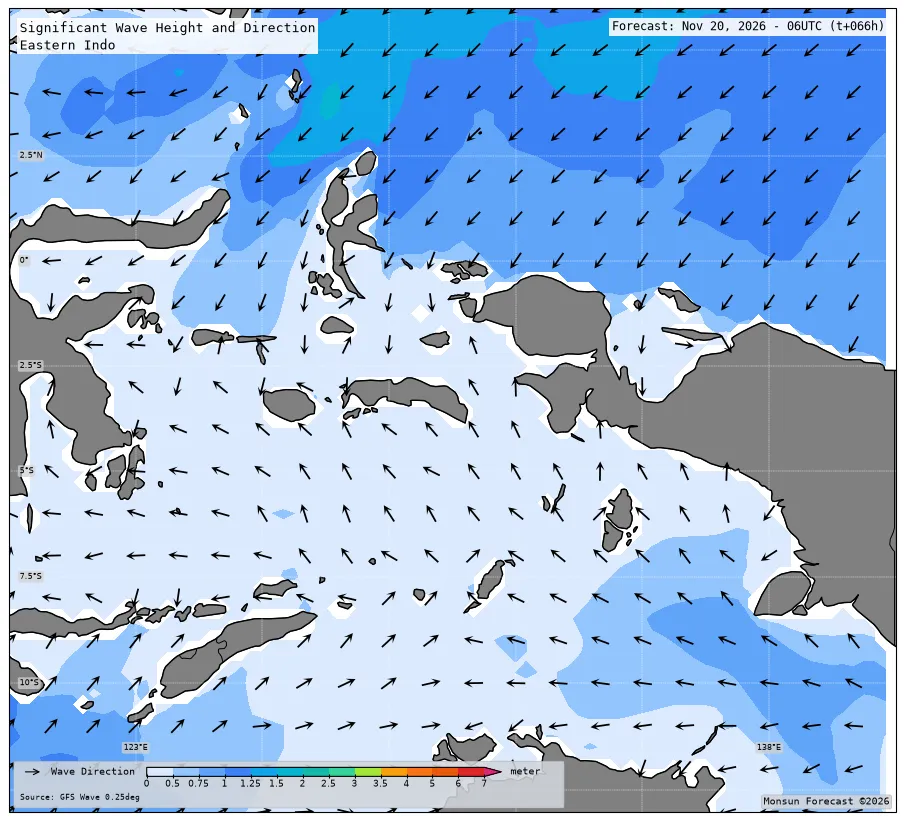 Significant Wave Height and Direction
Eastern Indo
Forecast: Nov 20, 2026 - 06UTC (t+066h)
2.5°N
0°
2.5°S
5°S
7.5°S
10°S
123°E
138°E
Wave Direction
meter
0 0.5 0.75 1 1.25 1.5 2 2.5 3 3.5 4 5 6 7
Source: GFS Wave 0.25deg
Monsun Forecast ©2026